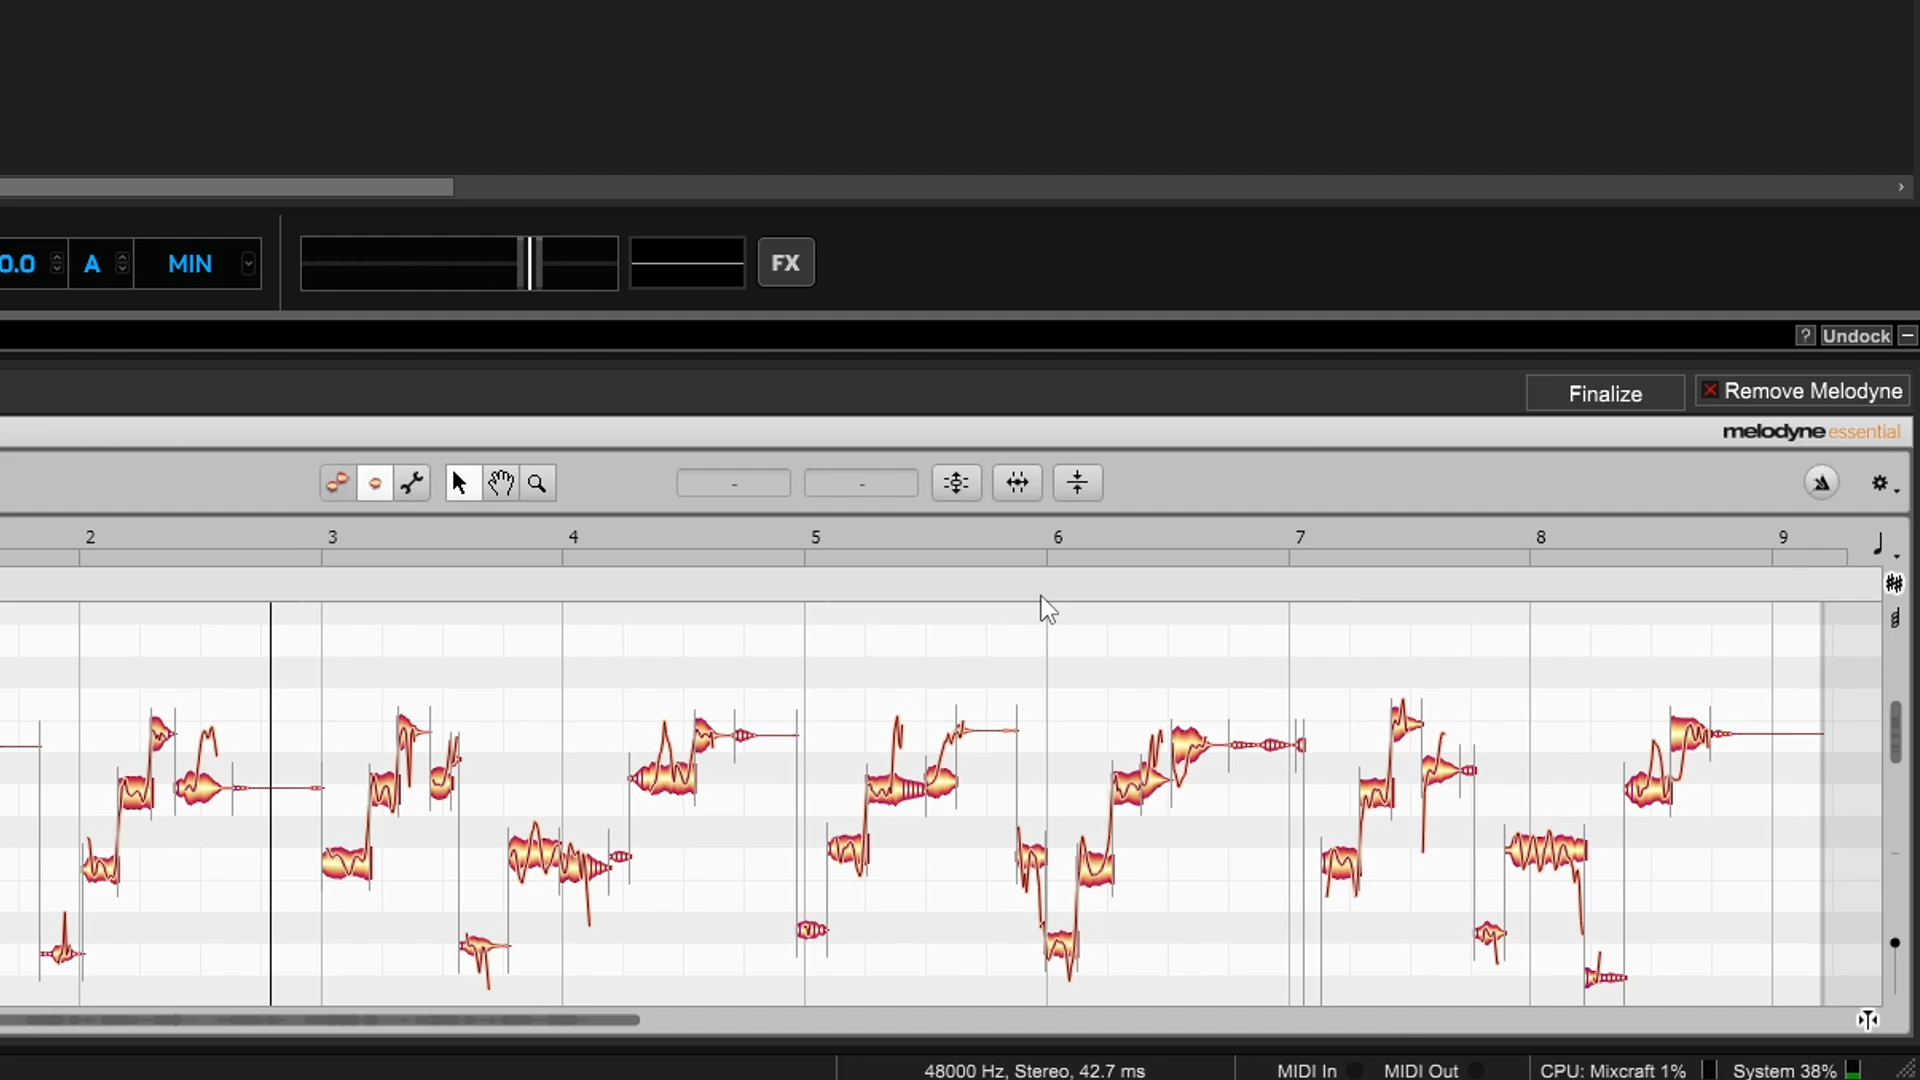 0.0 A MIN FX
? Undock
Finalize Remove Melodyne
melodyne essential
- -
2 3 4 5 6 7 8 9
48000 Hz, Stereo, 42.7 ms MIDI In MIDI Out CPU: Mixcraft 1% System 38%